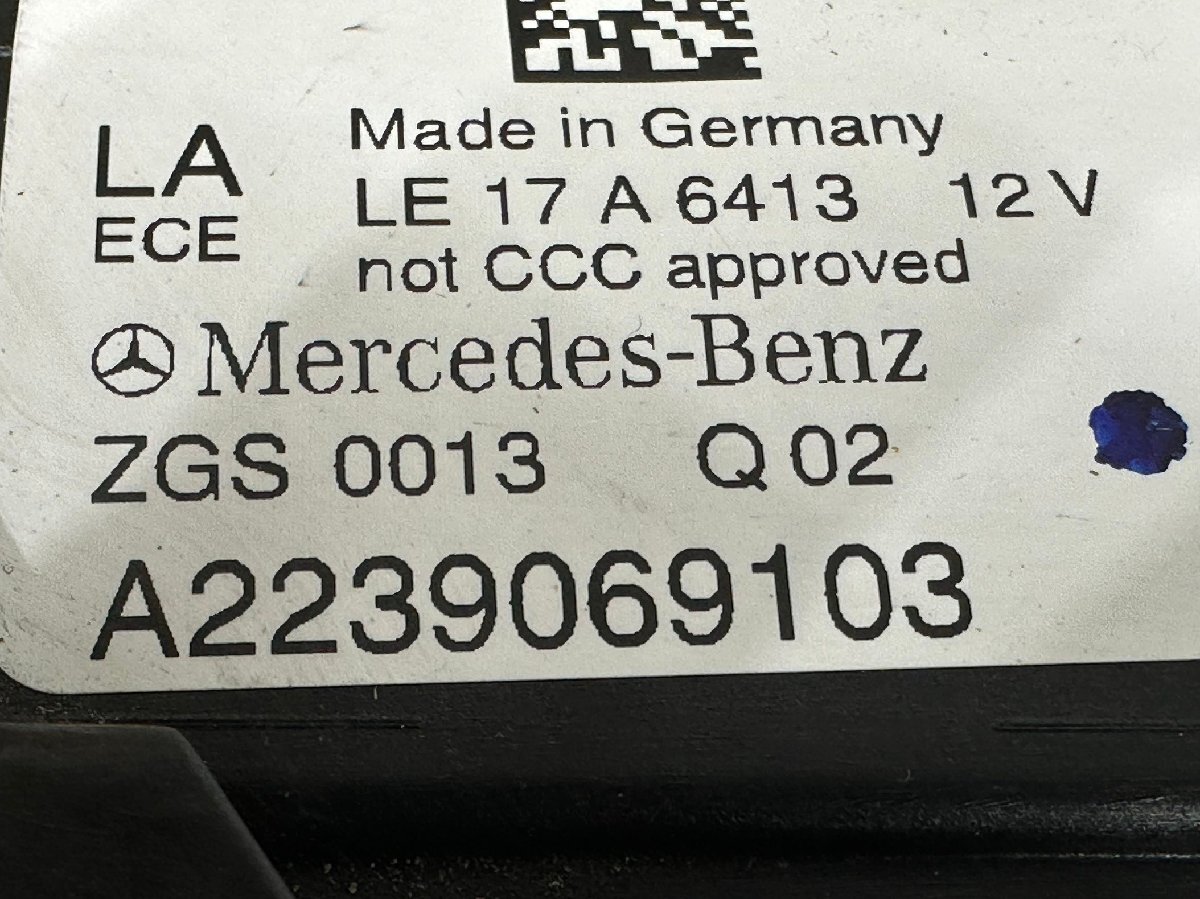 Made in Germany
LA LE 17 A 6413 12 V
ECE not CCC approved
Mercedes-Benz
ZGS 0013 Q 02
A2239069103